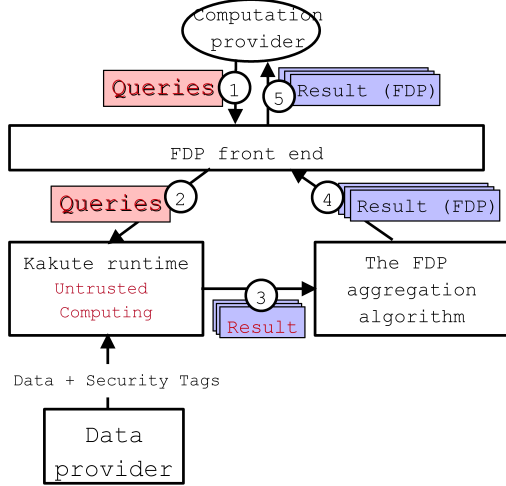 Computation
provider
Queries
1
5
Result (FDP)
FDP front end
Queries
2
4
Result (FDP)
Kakute runtime
Untrusted
Computing
3
Result
The FDP
aggregation
algorithm
Data + Security Tags
Data
provider